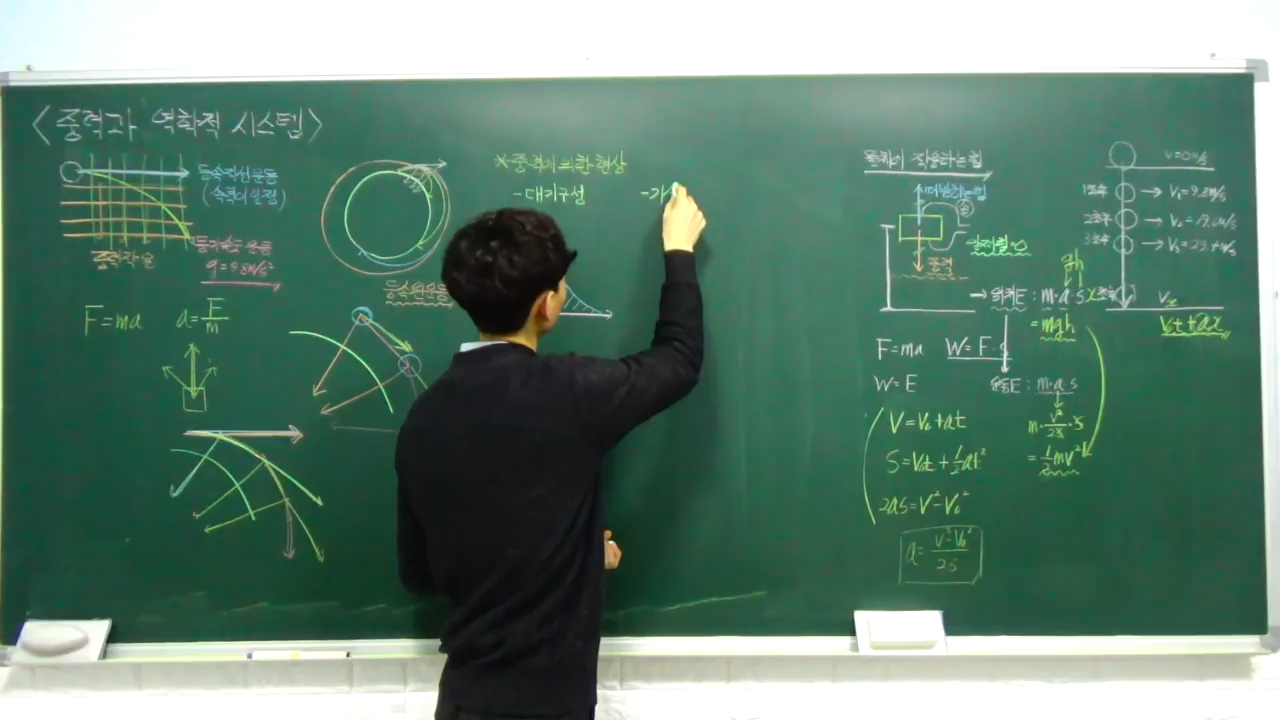 <중력과 역학적 시스템>
등속직선운동
(속력이 일정)
중력작용
등가속도 운동
g=9.8m/s²
F=ma a=F/m
등속원운동
※중력에 의한 현상
-대기구성
물체에 작용하는 힘
떠받치는 힘
중력
위치E : m·a·s
gh
=mgh
F=ma W=F·s
W=E
운동E : m·a·s
V=V₀+at
S=V₀t+½at²
2as=V²-V₀²
a=(V²-V₀²)/2s
m·V²/2s·s
=½mv²
V=0m/s
1초후 → V₁=9.8m/s
2초후 → V₂=19.6m/s
3초후 → V₃=29.4m/s